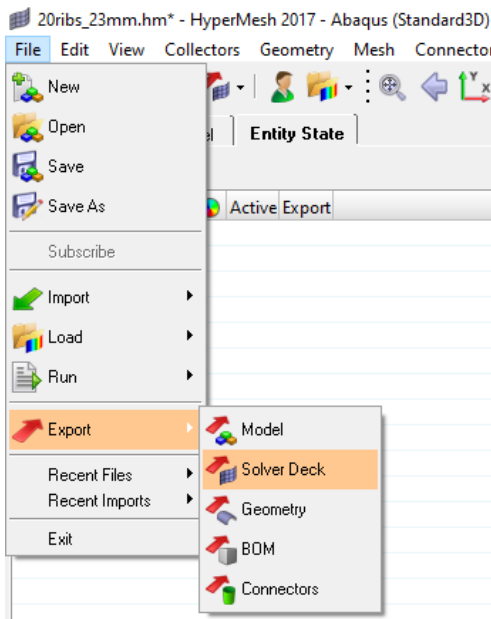 20ribs_23mm.hm* - HyperMesh 2017 - Abaqus (Standard3D)
File Edit View Collectors Geometry Mesh Connector
New
Open
Entity State
Save
Save As
Active Export
Subscribe
Import
Load
Run
Export
Model
Solver Deck
Recent Files
Geometry
Recent Imports
Exit
BOM
Connectors